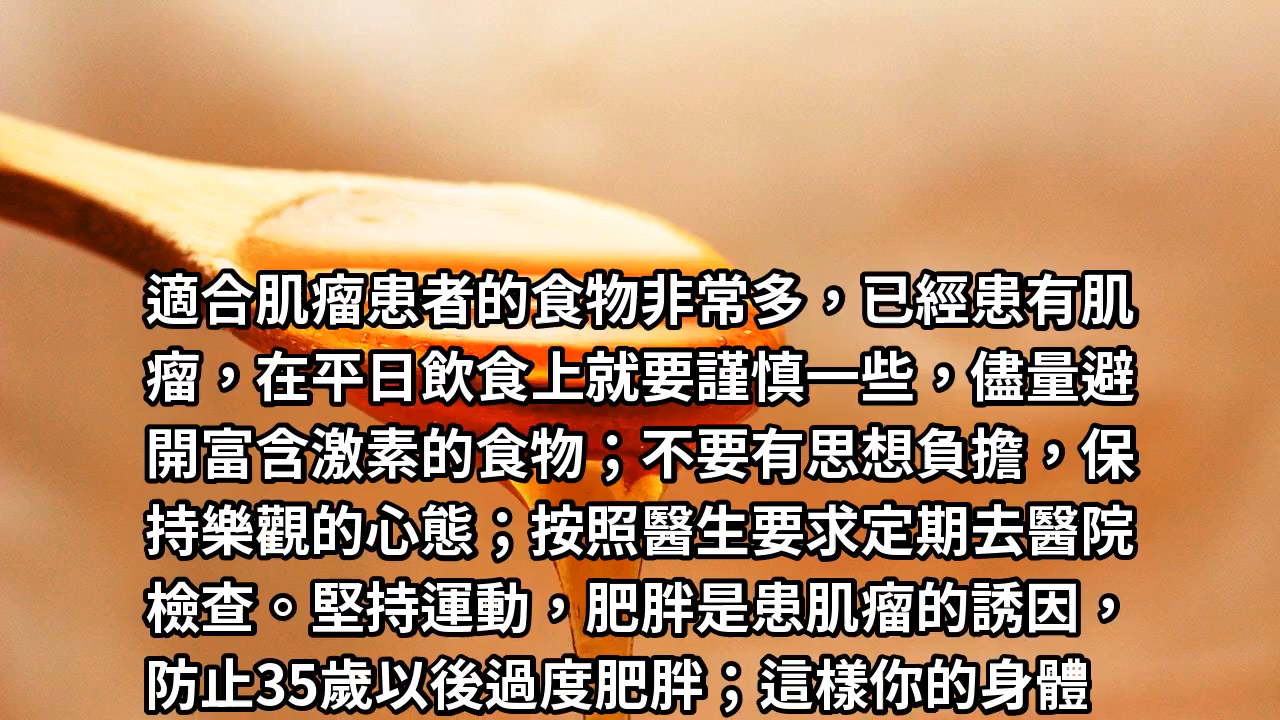 適合肌瘤患者的食物非常多，已經患有肌
瘤，在平日飲食上就要謹慎一些，儘量避
開富含激素的食物；不要有思想負擔，保
持樂觀的心態；按照醫生要求定期去醫院
檢查。堅持運動，肥胖是患肌瘤的誘因，
防止35歲以後過度肥胖；這樣你的身體